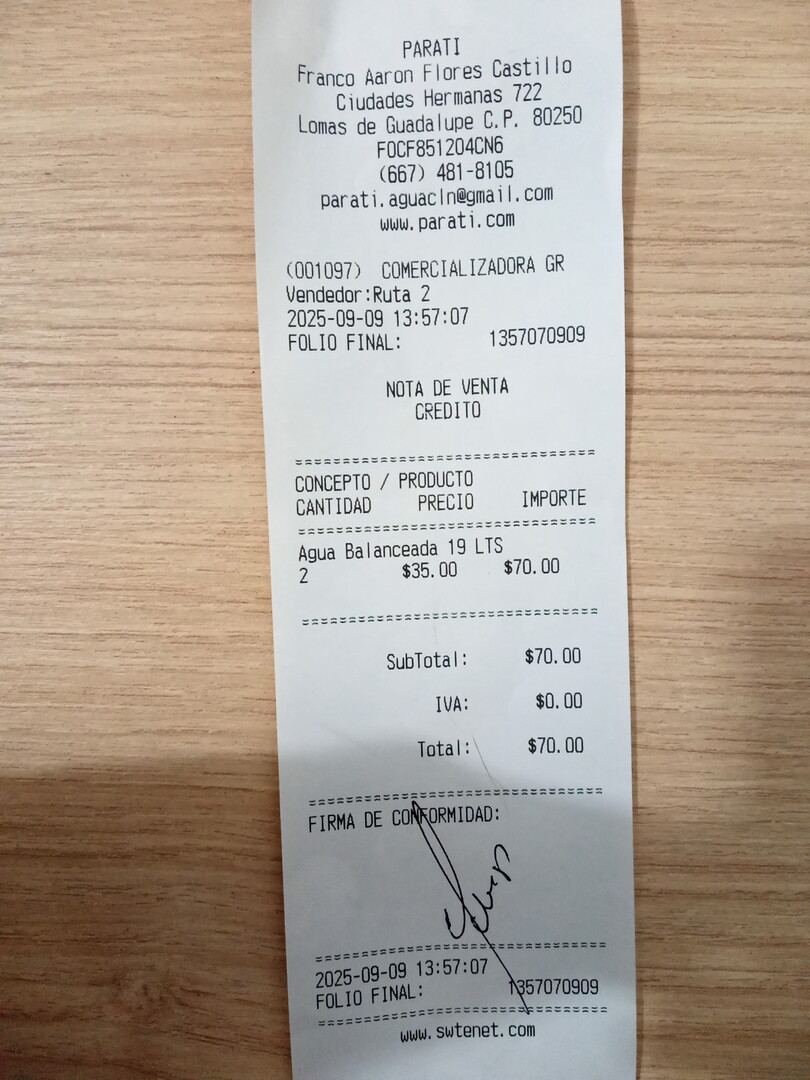 PARATI
Franco Aaron Flores Castillo
Ciudades Hermanas 722
Lomas de Guadalupe C.P. 80250
FOCF851204CN6
(667) 481-8105
parati.aguacln@gmail.com
www.parati.com
(001097) COMERCIALIZADORA GR
Vendedor:Ruta 2
2025-09-09 13:57:07
FOLIO FINAL: 1357070909
NOTA DE VENTA
CREDITO
CONCEPTO / PRODUCTO
CANTIDAD PRECIO IMPORTE
Agua Balanceada 19 LTS
2 $35.00 $70.00
SubTotal: $70.00
IVA: $0.00
Total: $70.00
FIRMA DE CONFORMIDAD:
2025-09-09 13:57:07
FOLIO FINAL: 1357070909
www.swtenet.com